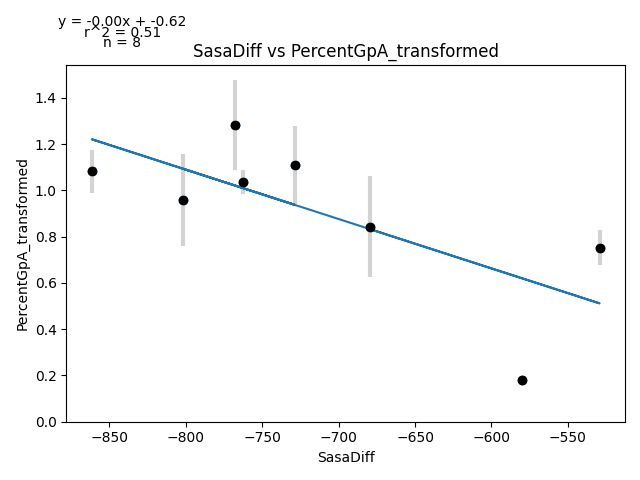 y = -0.00x + -0.62
r^2 = 0.51
n = 8
SasaDiff vs PercentGpA_transformed
PercentGpA_transformed
1.4
1.2
1.0
0.8
0.6
0.4
0.2
0.0
−850 −800 −750 −700 −650 −600 −550
SasaDiff